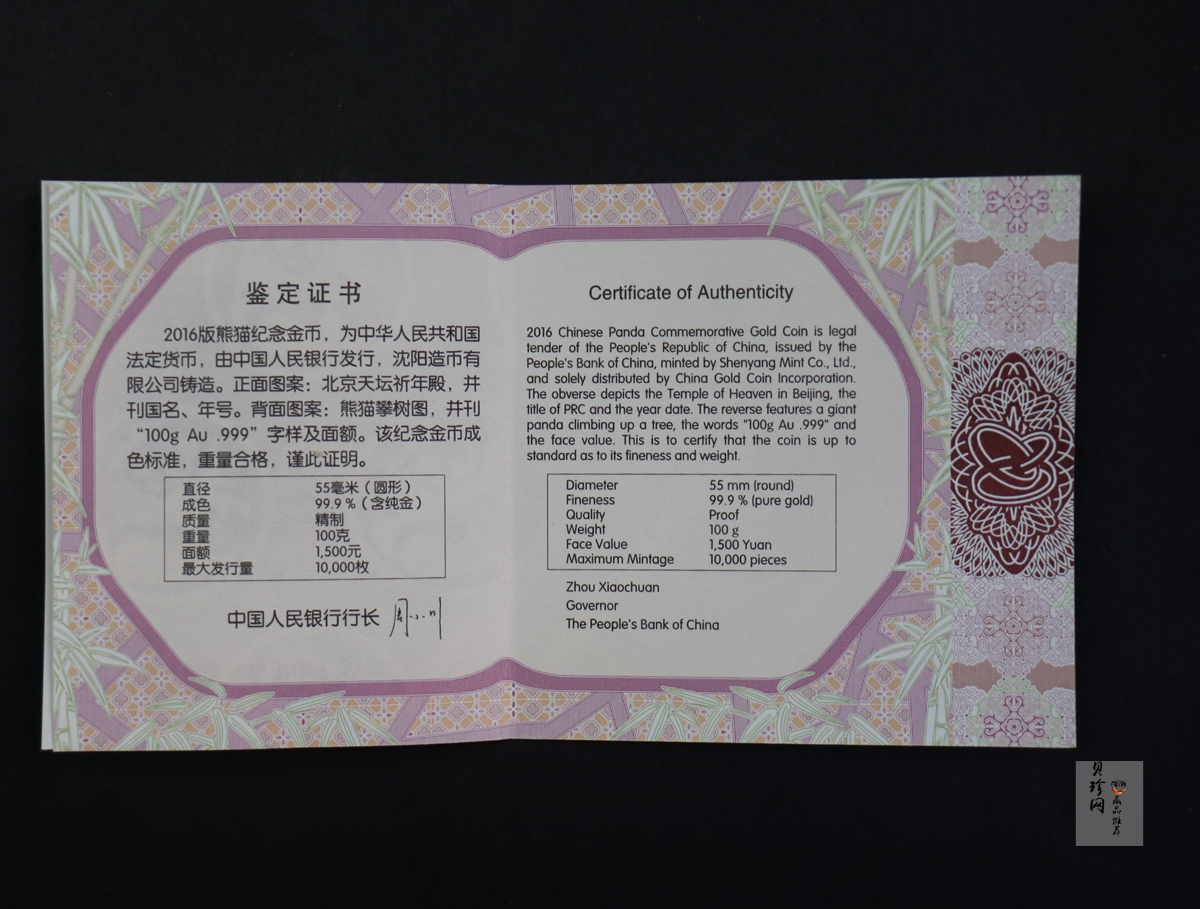 鉴定证书
2016版熊猫纪念金币，为中华人民共和国
法定货币，由中国人民银行发行，沈阳造币有
限公司铸造。正面图案：北京天坛祈年殿，并
刊国名、年号。背面图案：熊猫攀树图，并刊
“100g Au .999”字样及面额。该纪念金币成
色标准，重量合格，谨此证明。
直径 55毫米（圆形）
成色 99.9 %（含纯金）
质量 精制
重量 100克
面额 1,500元
最大发行量 10,000枚
中国人民银行行长 周小川
Certificate of Authenticity
2016 Chinese Panda Commemorative Gold Coin is legal
tender of the People's Republic of China, issued by the
People's Bank of China, minted by Shenyang Mint Co., Ltd.,
and solely distributed by China Gold Coin Incorporation.
The obverse depicts the Temple of Heaven in Beijing, the
title of PRC and the year date. The reverse features a giant
panda climbing up a tree, the words "100g Au .999" and
the face value. This is to certify that the coin is up to
standard as to its fineness and weight.
Diameter 55 mm (round)
Fineness 99.9 % (pure gold)
Quality Proof
Weight 100 g
Face Value 1,500 Yuan
Maximum Mintage 10,000 pieces
Zhou Xiaochuan
Governor
The People's Bank of China
贝珍网
藏品推荐